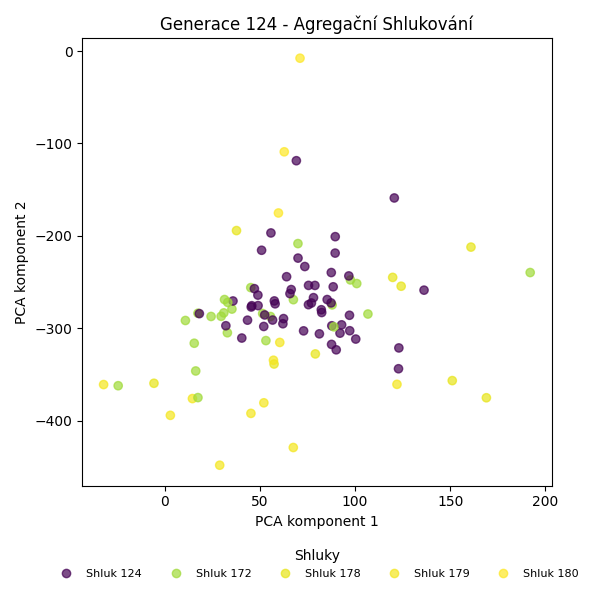 Generace 124 - Agregační Shlukování
0
−100
−200
−300
−400
PCA komponent 2
0 50 100 150 200
PCA komponent 1
Shluky
Shluk 124 Shluk 172 Shluk 178 Shluk 179 Shluk 180